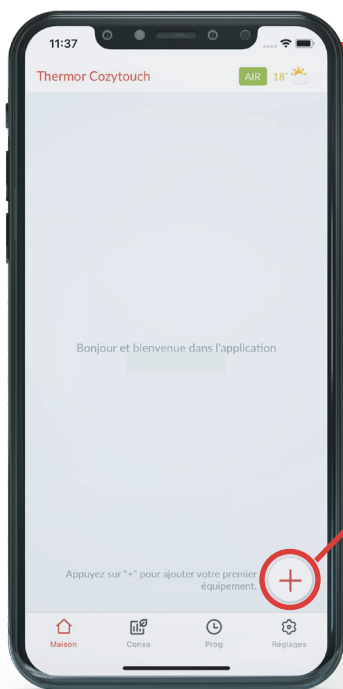 11:37
Thermor Cozytouch
AIR 18°
Bonjour et bienvenue dans l'application
Appuyez sur "+" pour ajouter votre premier
équipement.
Maison Conso Prog Réglages